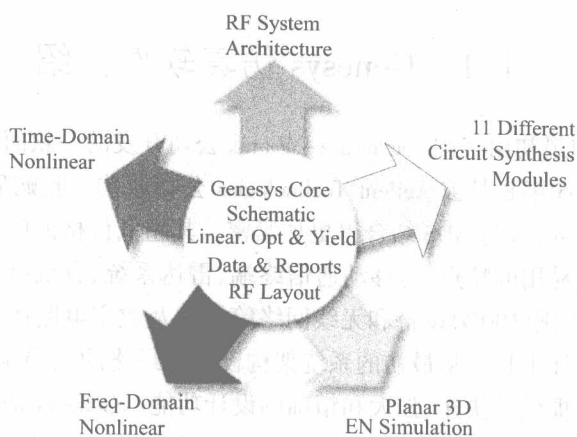 RF System
Architecture
Time-Domain
Nonlinear
11 Different
Circuit Synthesis
Modules
Genesys Core
Schematic
Linear. Opt & Yield
Data & Reports
RF Layout
Freq-Domain
Nonlinear
Planar 3D
EN Simulation